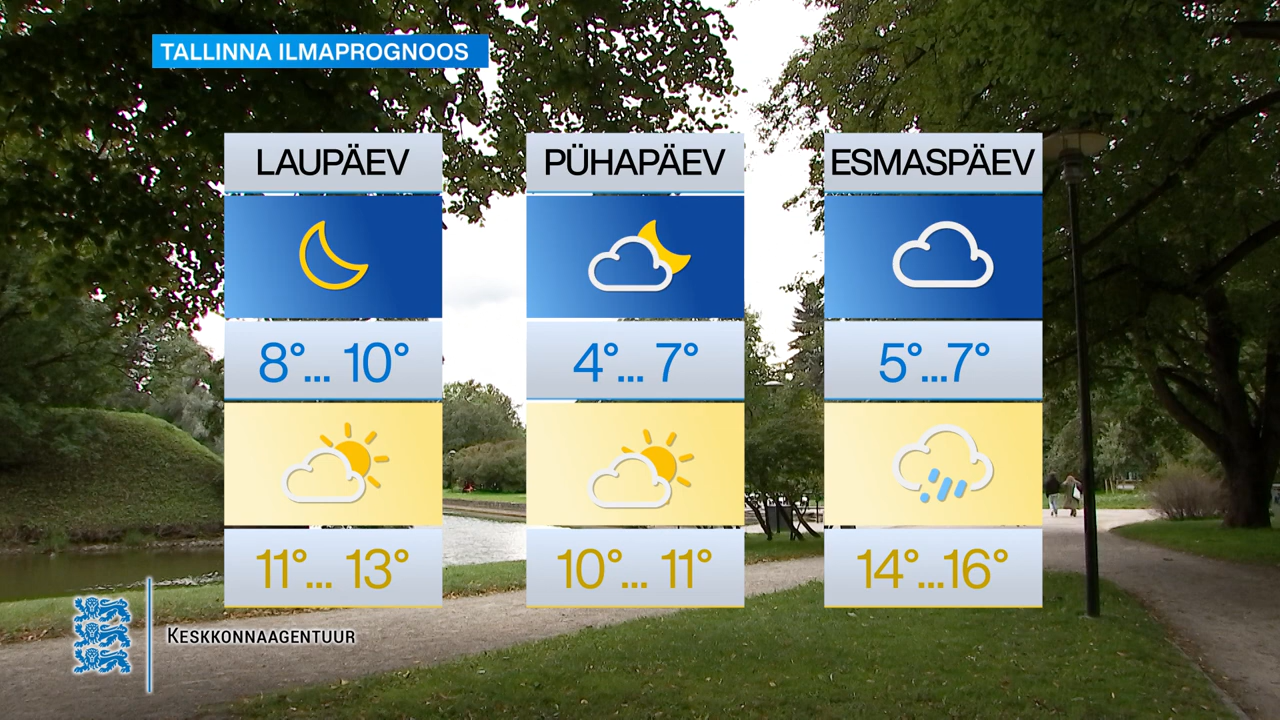 TALLINNA ILMAPROGNOOS
LAUPÄEV
8°... 10°
11°... 13°
PÜHAPÄEV
4°... 7°
10°... 11°
ESMASPÄEV
5°...7°
14°...16°
KESKKONNAAGENTUUR